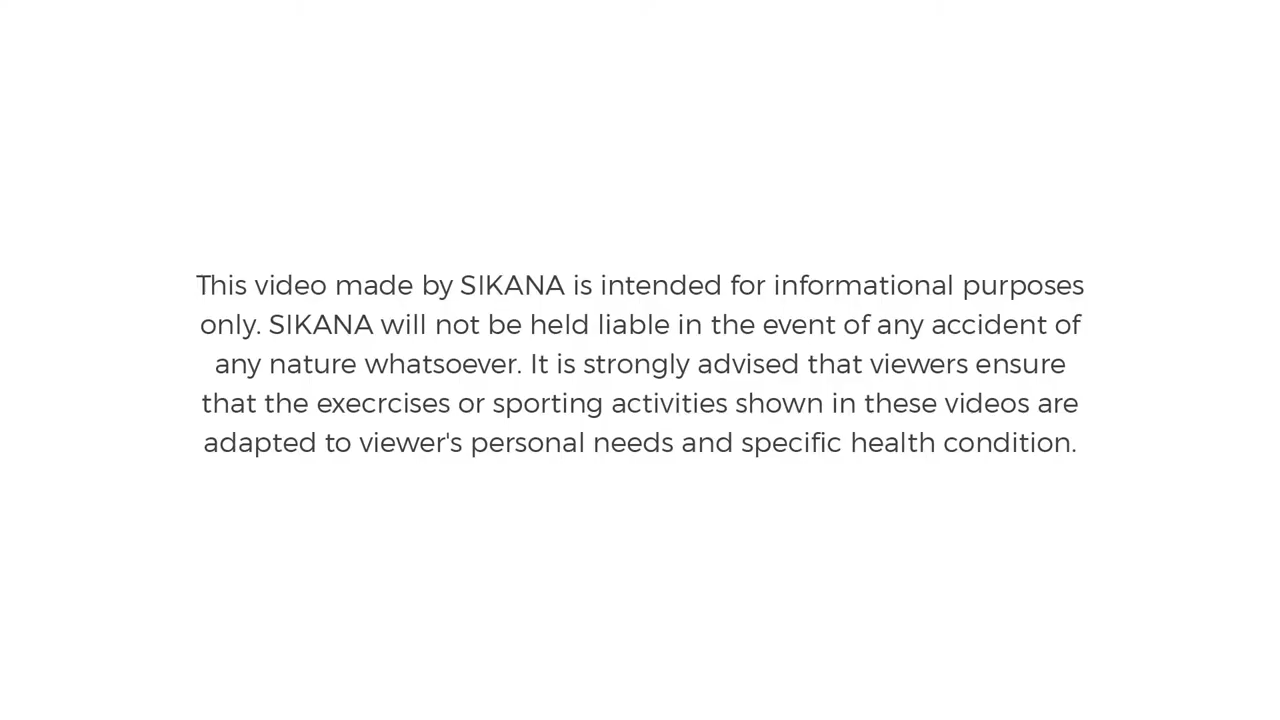 This video made by SIKANA is intended for informational purposes
only. SIKANA will not be held liable in the event of any accident of
any nature whatsoever. It is strongly advised that viewers ensure
that the execrcises or sporting activities shown in these videos are
adapted to viewer's personal needs and specific health condition.